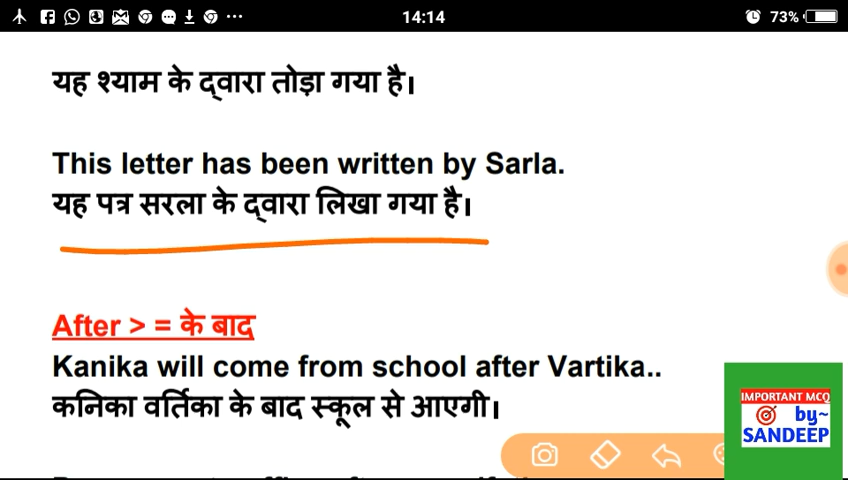 14:14
73%
यह श्याम के द्वारा तोड़ा गया है।
This letter has been written by Sarla.
यह पत्र सरला के द्वारा लिखा गया है।
After > = के बाद
Kanika will come from school after Vartika..
कनिका वर्तिका के बाद स्कूल से आएगी।
IMPORTANT MCQ
by~
SANDEEP